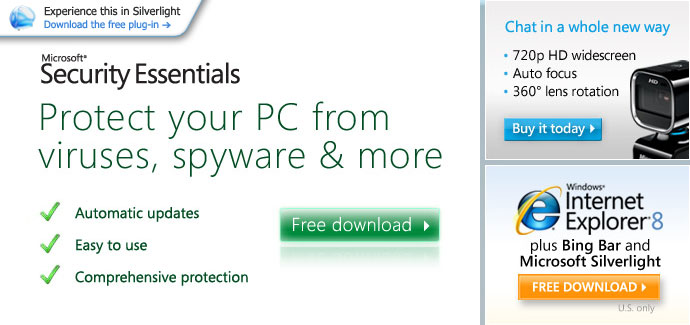 Experience this in Silverlight
Download the free plug-in →
Microsoft®
Security Essentials
Protect your PC from
viruses, spyware & more
✓ Automatic updates
✓ Easy to use
✓ Comprehensive protection
Free download
Chat in a whole new way
• 720p HD widescreen
• Auto focus
• 360° lens rotation
HD
Buy it today
Windows®
Internet
Explorer 8
plus Bing Bar and
Microsoft Silverlight
FREE DOWNLOAD
U.S. only